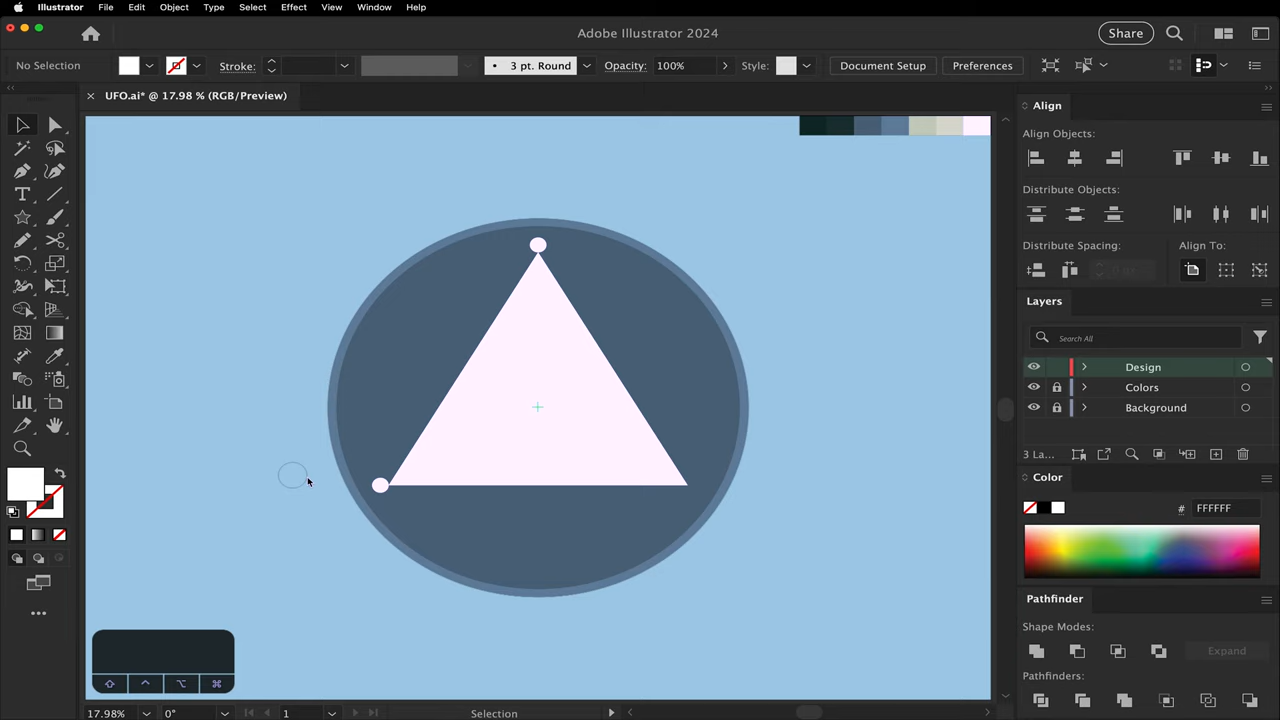 Illustrator File Edit Object Type Select Effect View Window Help
Adobe Illustrator 2024
Share
No Selection
Stroke:
3 pt. Round
Opacity:
100%
Style:
Document Setup
Preferences
UFO.ai* @ 17.98 % (RGB/Preview)
Align
Align Objects:
Distribute Objects:
Distribute Spacing:
Align To:
0 px
Layers
Search All
Design
Colors
Background
3 La...
Color
# FFFFFF
Pathfinder
Shape Modes:
Expand
Pathfinders:
17.98%
0°
1
Selection